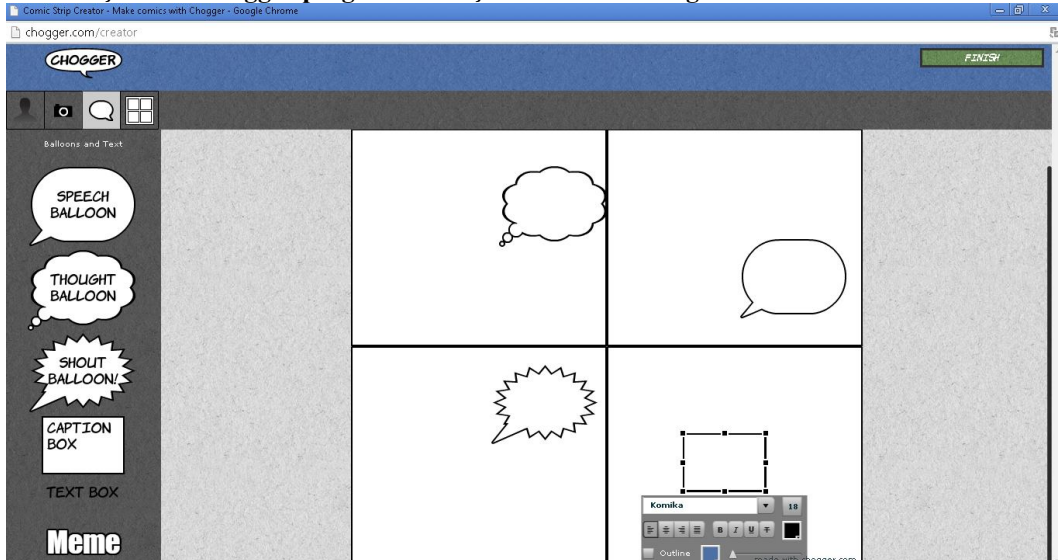 Comic Strip Creator - Make comics with Chogger - Google Chrome
chogger.com/creator
CHOGGER
FINISH
Balloons and Text
SPEECH
BALLOON
THOUGHT
BALLOON
SHOUT
BALLOON!
CAPTION
BOX
TEXT BOX
Meme
Komika
18
B I U T
Outline
made with chogger.com